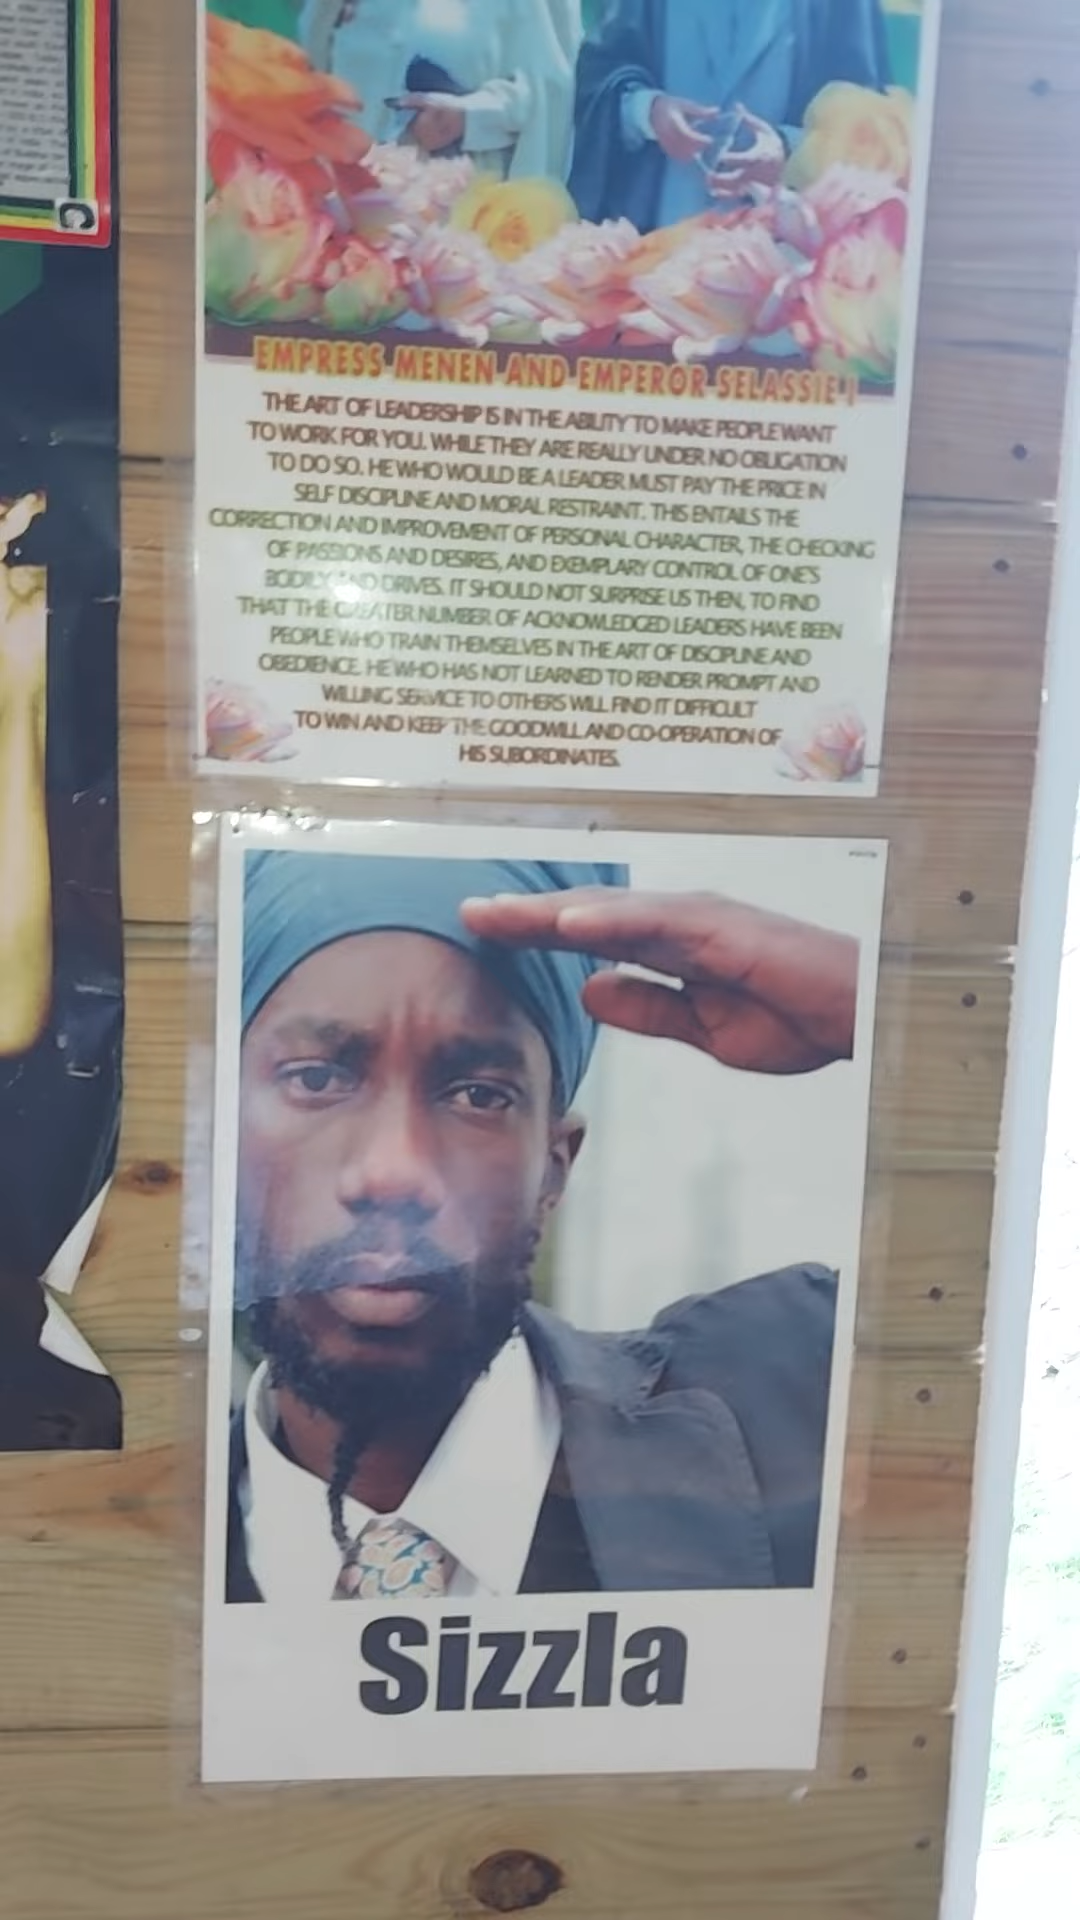 EMPRESS MENEN AND EMPEROR SELASSIE I
THE ART OF LEADERSHIP IS IN THE ABILITY TO MAKE PEOPLE WANT
TO WORK FOR YOU. WHILE THEY ARE REALLY UNDER NO OBLIGATION
TO DO SO. HE WHO WOULD BE A LEADER MUST PAY THE PRICE IN
SELF DISCIPLINE AND MORAL RESTRAINT. THIS ENTAILS THE
CORRECTION AND IMPROVEMENT OF PERSONAL CHARACTER, THE CHECKING
OF PASSIONS AND DESIRES, AND EXEMPLARY CONTROL OF ONE'S
BODILY AND DRIVES. IT SHOULD NOT SURPRISE US THEN, TO FIND
THAT THE GREATER NUMBER OF ACKNOWLEDGED LEADERS HAVE BEEN
PEOPLE WHO TRAIN THEMSELVES IN THE ART OF DISCIPLINE AND
OBEDIENCE. HE WHO HAS NOT LEARNED TO RENDER PROMPT AND
WILLING SERVICE TO OTHERS WILL FIND IT DIFFICULT
TO WIN AND KEEP THE GOODWILL AND CO-OPERATION OF
HIS SUBORDINATES.
Sizzla